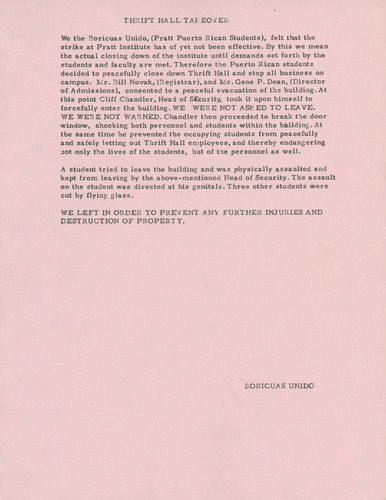 THRIFT HALL TAKEOVER
We the Boricuas Unido, (Pratt Puerto Rican Students), felt that the
strike at Pratt Institute has of yet not been effective. By this we mean
the actual closing down of the institute until demands set forth by the
students and faculty are met. Therefore the Puerto Rican students
decided to peacefully close down Thrift Hall and stop all business on
campus. Mr. Bill Novak, (Registrar), and Mr. Gene P. Dean, (Director
of Admissions), consented to a peaceful evacuation of the building. At
this point Cliff Chandler, Head of Security, took it upon himself to
forcefully enter the building. WE WERE NOT ASKED TO LEAVE.
WE WERE NOT WARNED. Chandler then proceeded to break the door
window, shocking both personnel and students within the building. At
the same time he prevented the occupying students from peacefully
and safely letting out Thrift Hall employees, and thereby endangering
not only the lives of the students, but of the personnel as well.
A student tried to leave the building and was physically assaulted and
kept from leaving by the above-mentioned Head of Security. The assault
on the student was directed at his genitals. Three other students were
cut by flying glass.
WE LEFT IN ORDER TO PREVENT ANY FURTHER INJURIES AND
DESTRUCTION OF PROPERTY.
BORICUAS UNIDO